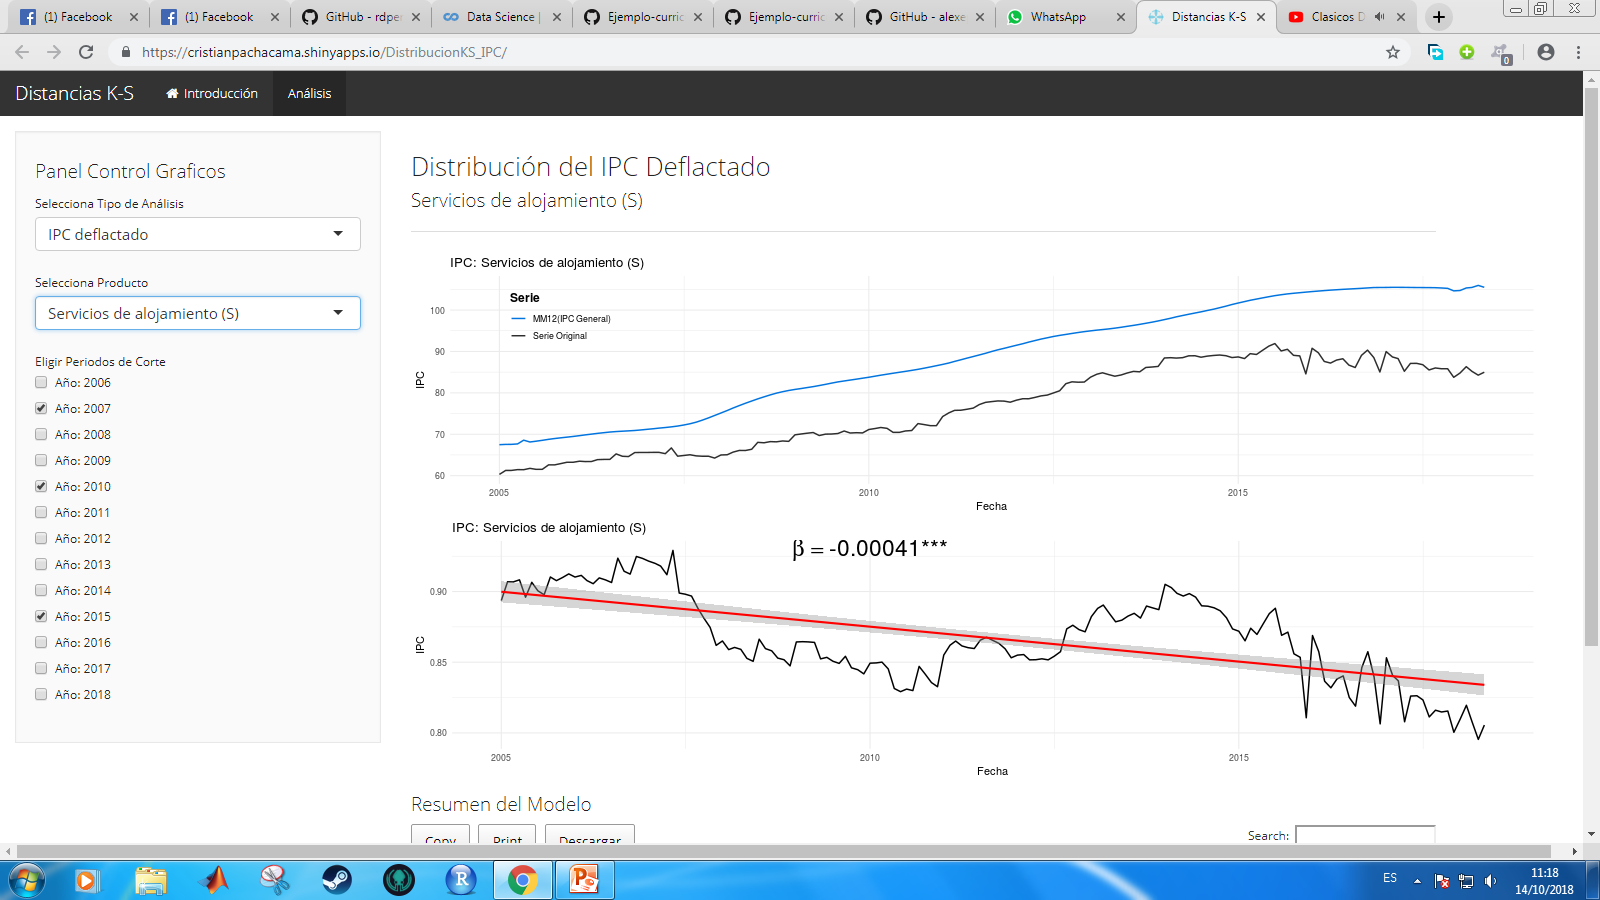 (1) Facebook
(1) Facebook
GitHub - rdpe
Data Science |
Ejemplo-curric
Ejemplo-curric
GitHub - alexe
WhatsApp
Distancias K-S
Clasicos D
https://cristianpachacama.shinyapps.io/DistribucionKS_IPC/
0
Distancias K-S
Introducción
Análisis
Panel Control Graficos
Selecciona Tipo de Análisis
IPC deflactado
Selecciona Producto
Servicios de alojamiento (S)
Eligir Periodos de Corte
Año: 2006
Año: 2007
Año: 2008
Año: 2009
Año: 2010
Año: 2011
Año: 2012
Año: 2013
Año: 2014
Año: 2015
Año: 2016
Año: 2017
Año: 2018
Distribución del IPC Deflactado
Servicios de alojamiento (S)
IPC: Servicios de alojamiento (S)
Serie
MM12(IPC General)
Serie Original
IPC
100
90
80
70
60
2005
2010
2015
Fecha
IPC: Servicios de alojamiento (S)
β = -0.00041***
IPC
0.90
0.85
0.80
2005
2010
2015
Fecha
Resumen del Modelo
Copy
Print
Descargar
Search:
R
P
ES
11:18
14/10/2018